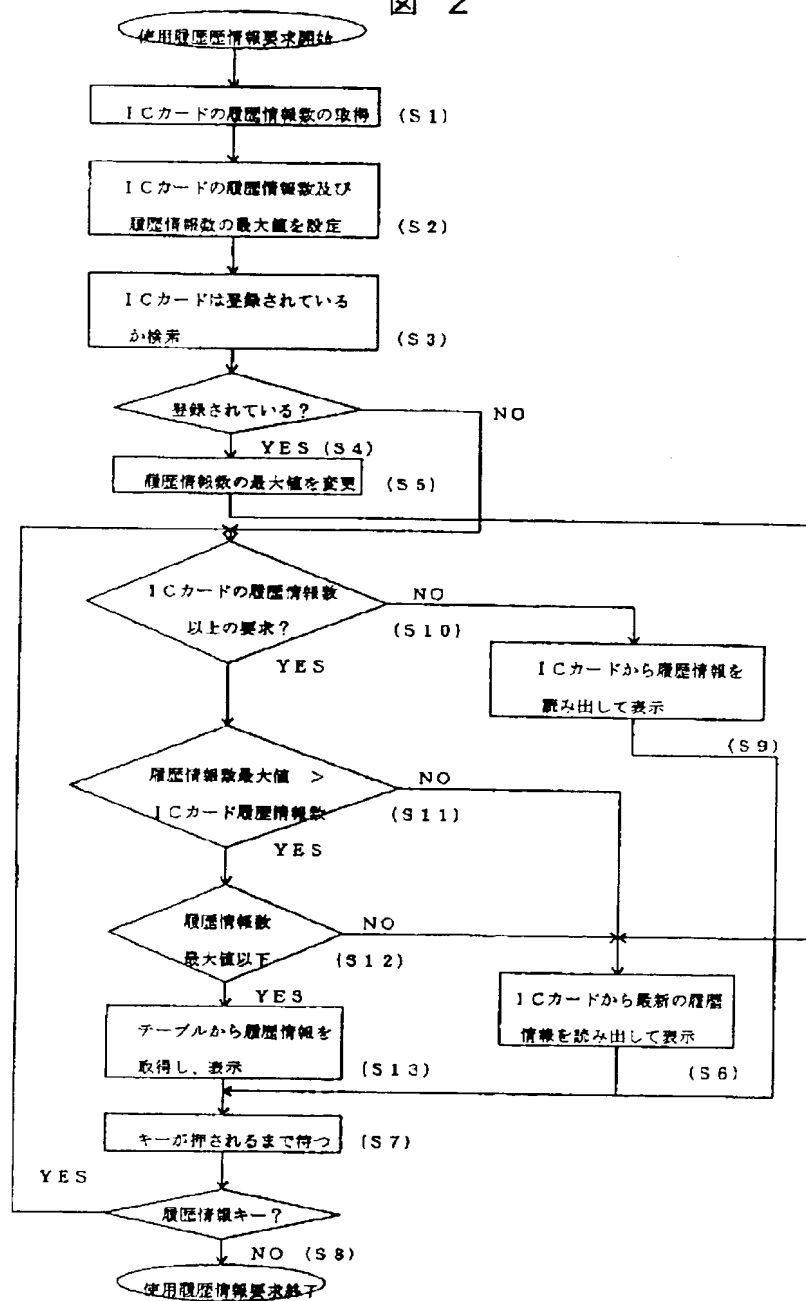 図 2
使用履歴歴情報要求開始
ICカードの履歴情報数の取得 (S1)
ICカードの履歴情報数及び
履歴情報数の最大値を設定 (S2)
ICカードは登録されている
か検索 (S3)
登録されている? NO
YES (S4)
履歴情報数の最大値を変更 (S5)
ICカードの履歴情報数 NO
以上の要求? (S10)
YES
ICカードから履歴情報を
読み出して表示
(S9)
履歴情報数最大値 > NO
ICカード履歴情報数 (S11)
YES
履歴情報数 NO
最大値以下 (S12)
YES
ICカードから最新の履歴
情報を読み出して表示
(S6)
テーブルから履歴情報を
取得し、表示 (S13)
キーが押されるまで待つ (S7)
YES
履歴情報キー?
NO (S8)
使用履歴情報要求終了